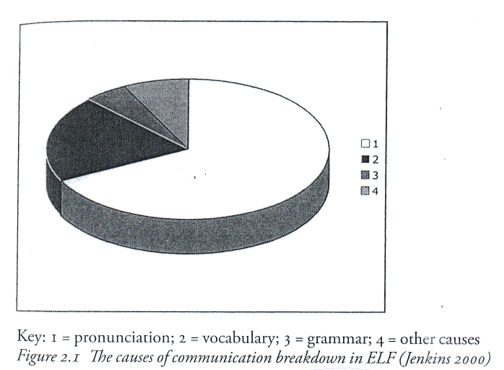 1
2
3
4
Key: 1 = pronunciation; 2 = vocabulary; 3 = grammar; 4 = other causes
Figure 2.1 The causes of communication breakdown in ELF (Jenkins 2000)